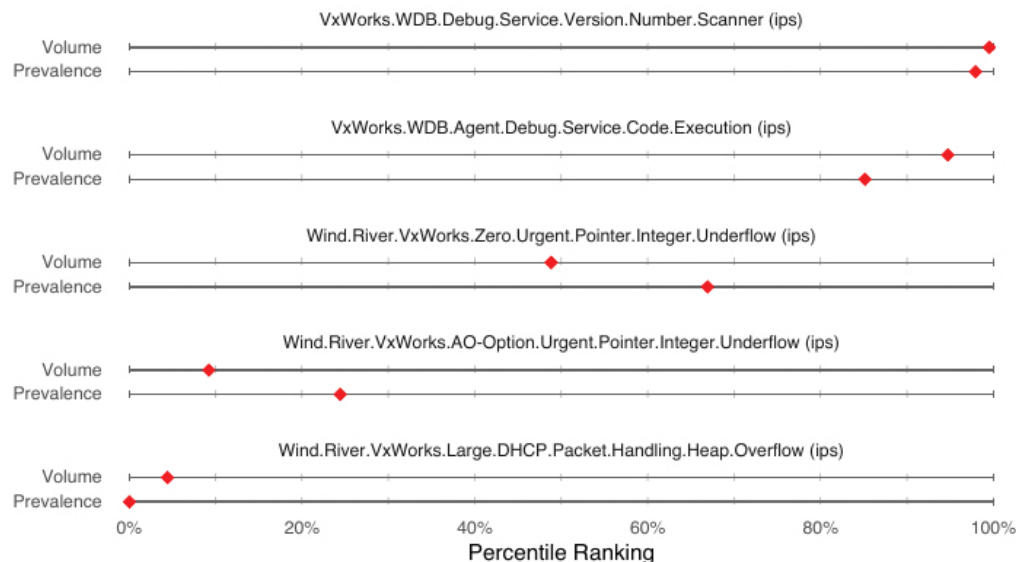 VxWorks.WDB.Debug.Service.Version.Number.Scanner (ips)
Volume
Prevalence
VxWorks.WDB.Agent.Debug.Service.Code.Execution (ips)
Volume
Prevalence
Wind.River.VxWorks.Zero.Urgent.Pointer.Integer.Underflow (ips)
Volume
Prevalence
Wind.River.VxWorks.AO-Option.Urgent.Pointer.Integer.Underflow (ips)
Volume
Prevalence
Wind.River.VxWorks.Large.DHCP.Packet.Handling.Heap.Overflow (ips)
Volume
Prevalence
0% 20% 40% 60% 80% 100%
Percentile Ranking